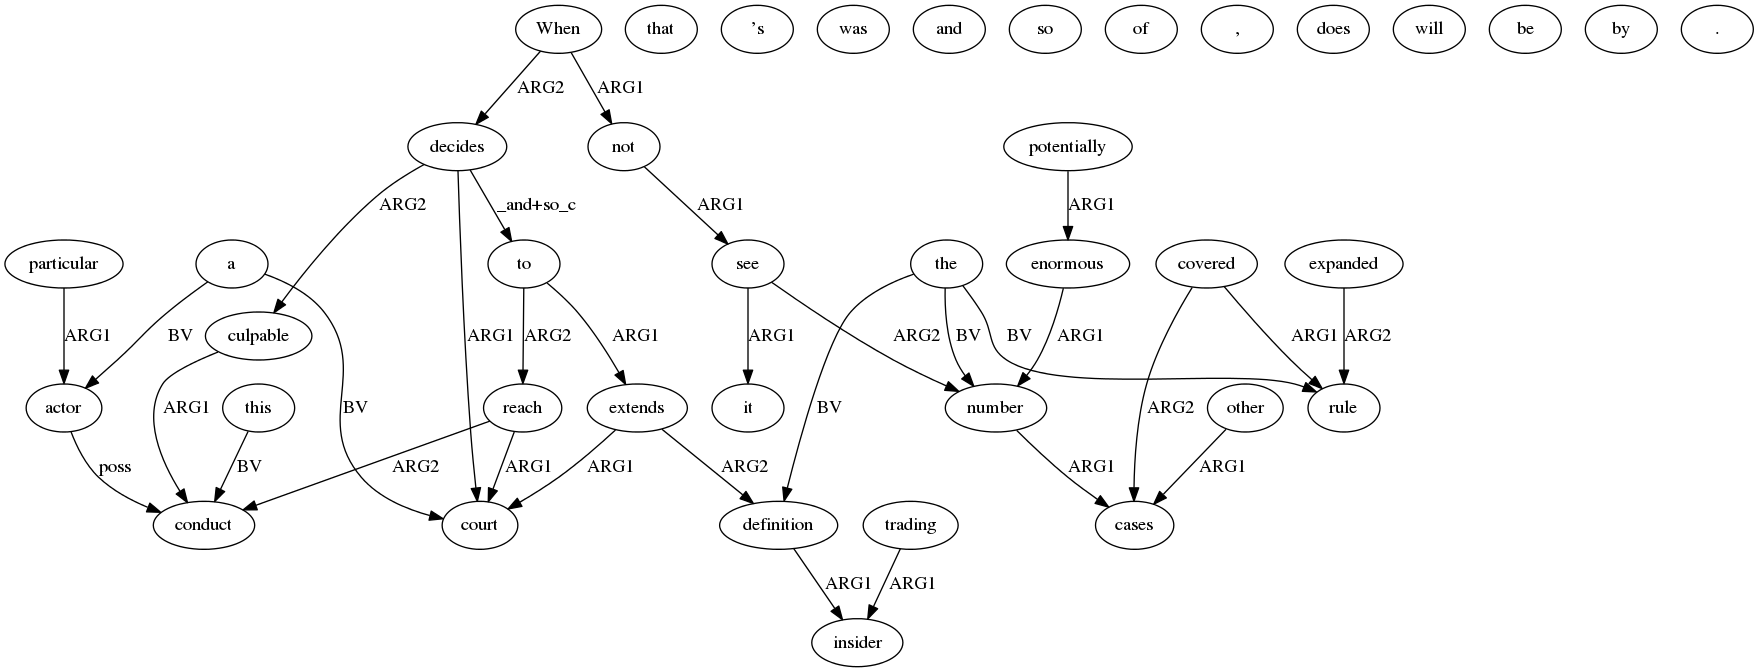 When that 's was and so of , does will be by .
ARG2 ARG1
decides not potentially
ARG2 _and+so_c ARG1 ARG1
particular a to see the enormous covered expanded
ARG1 BV culpable ARG1 ARG2 ARG1 ARG1 ARG2 BV BV ARG1 ARG1 ARG2
actor ARG1 this BV reach extends it BV number ARG2 other rule
poss BV ARG2 ARG1 ARG1 ARG2 ARG1 ARG1
conduct court definition trading cases
ARG1 ARG1
insider